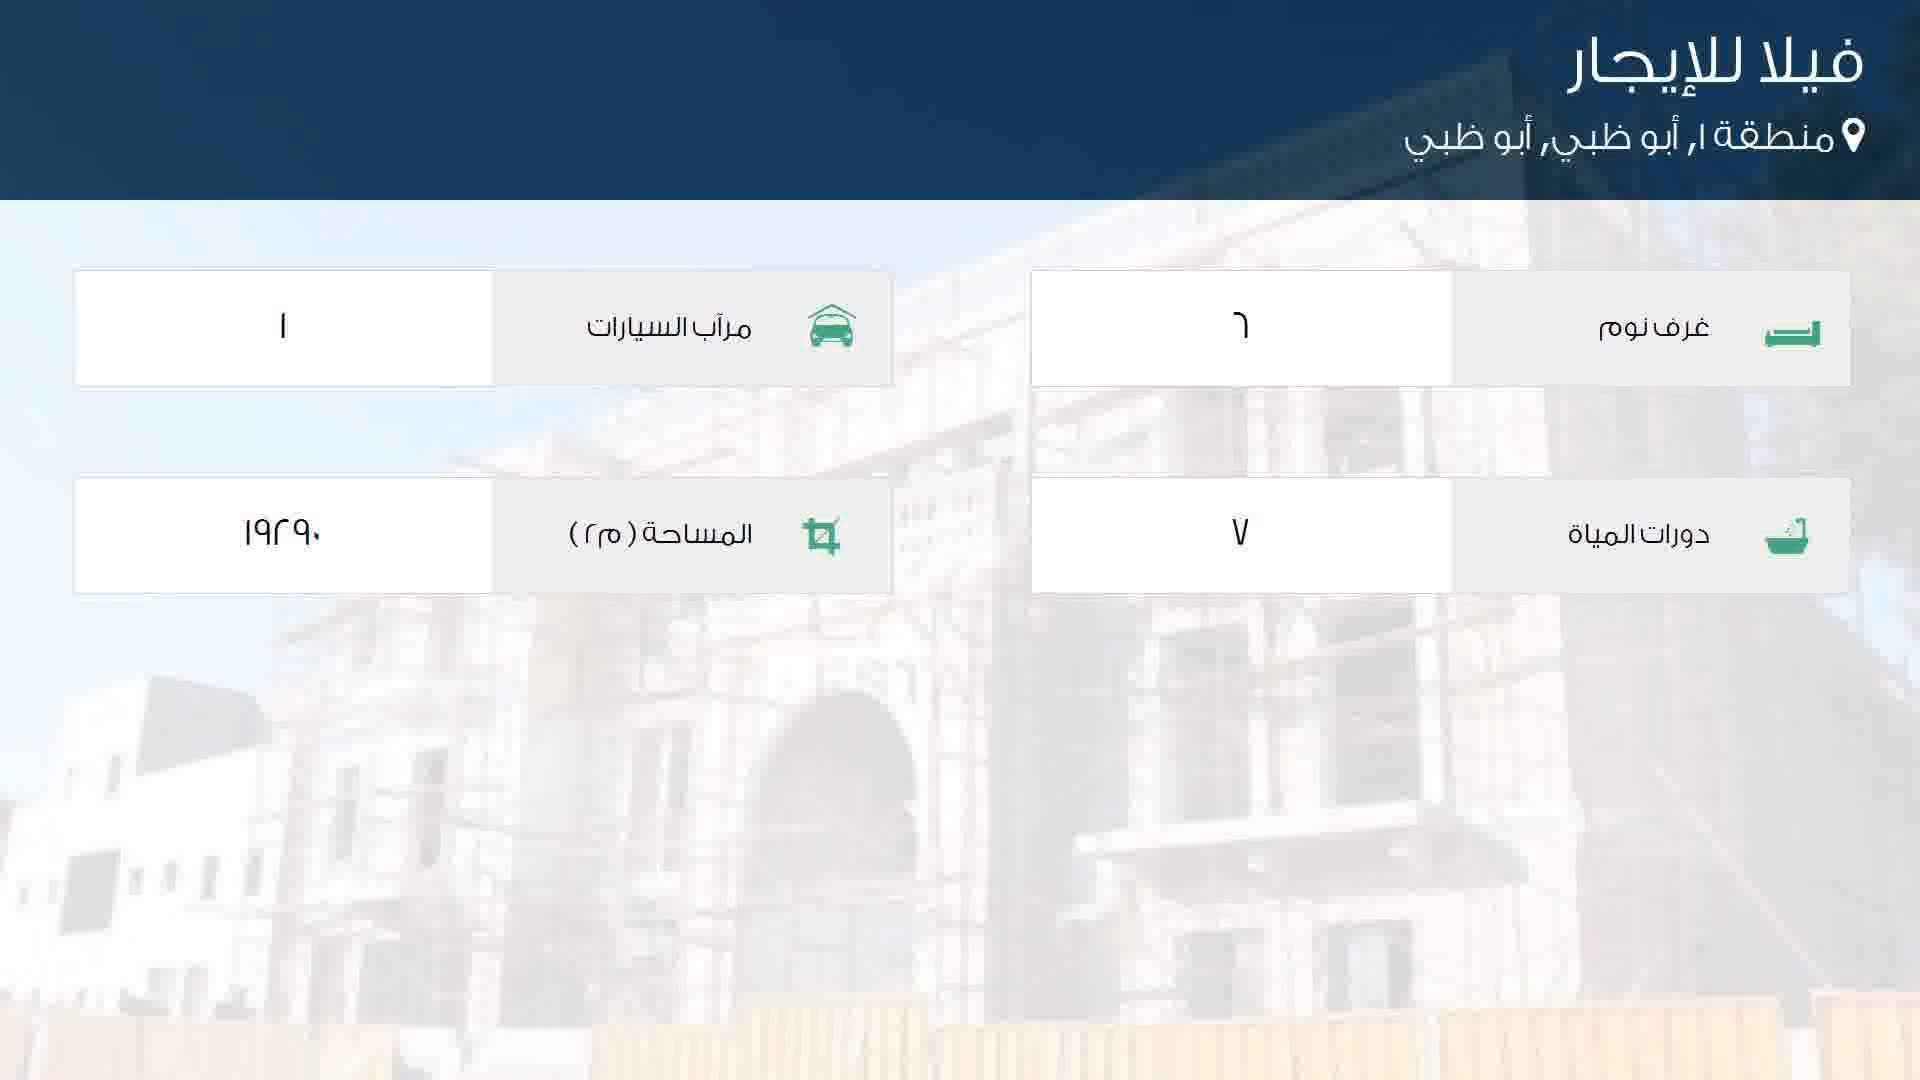 فيلا للإيجار
منطقة ١, أبو ظبي, أبو ظبي
غرف نوم ٦
مرآب السيارات ١
دورات المياة ٧
المساحة (م٢) ١٩٢٩٠